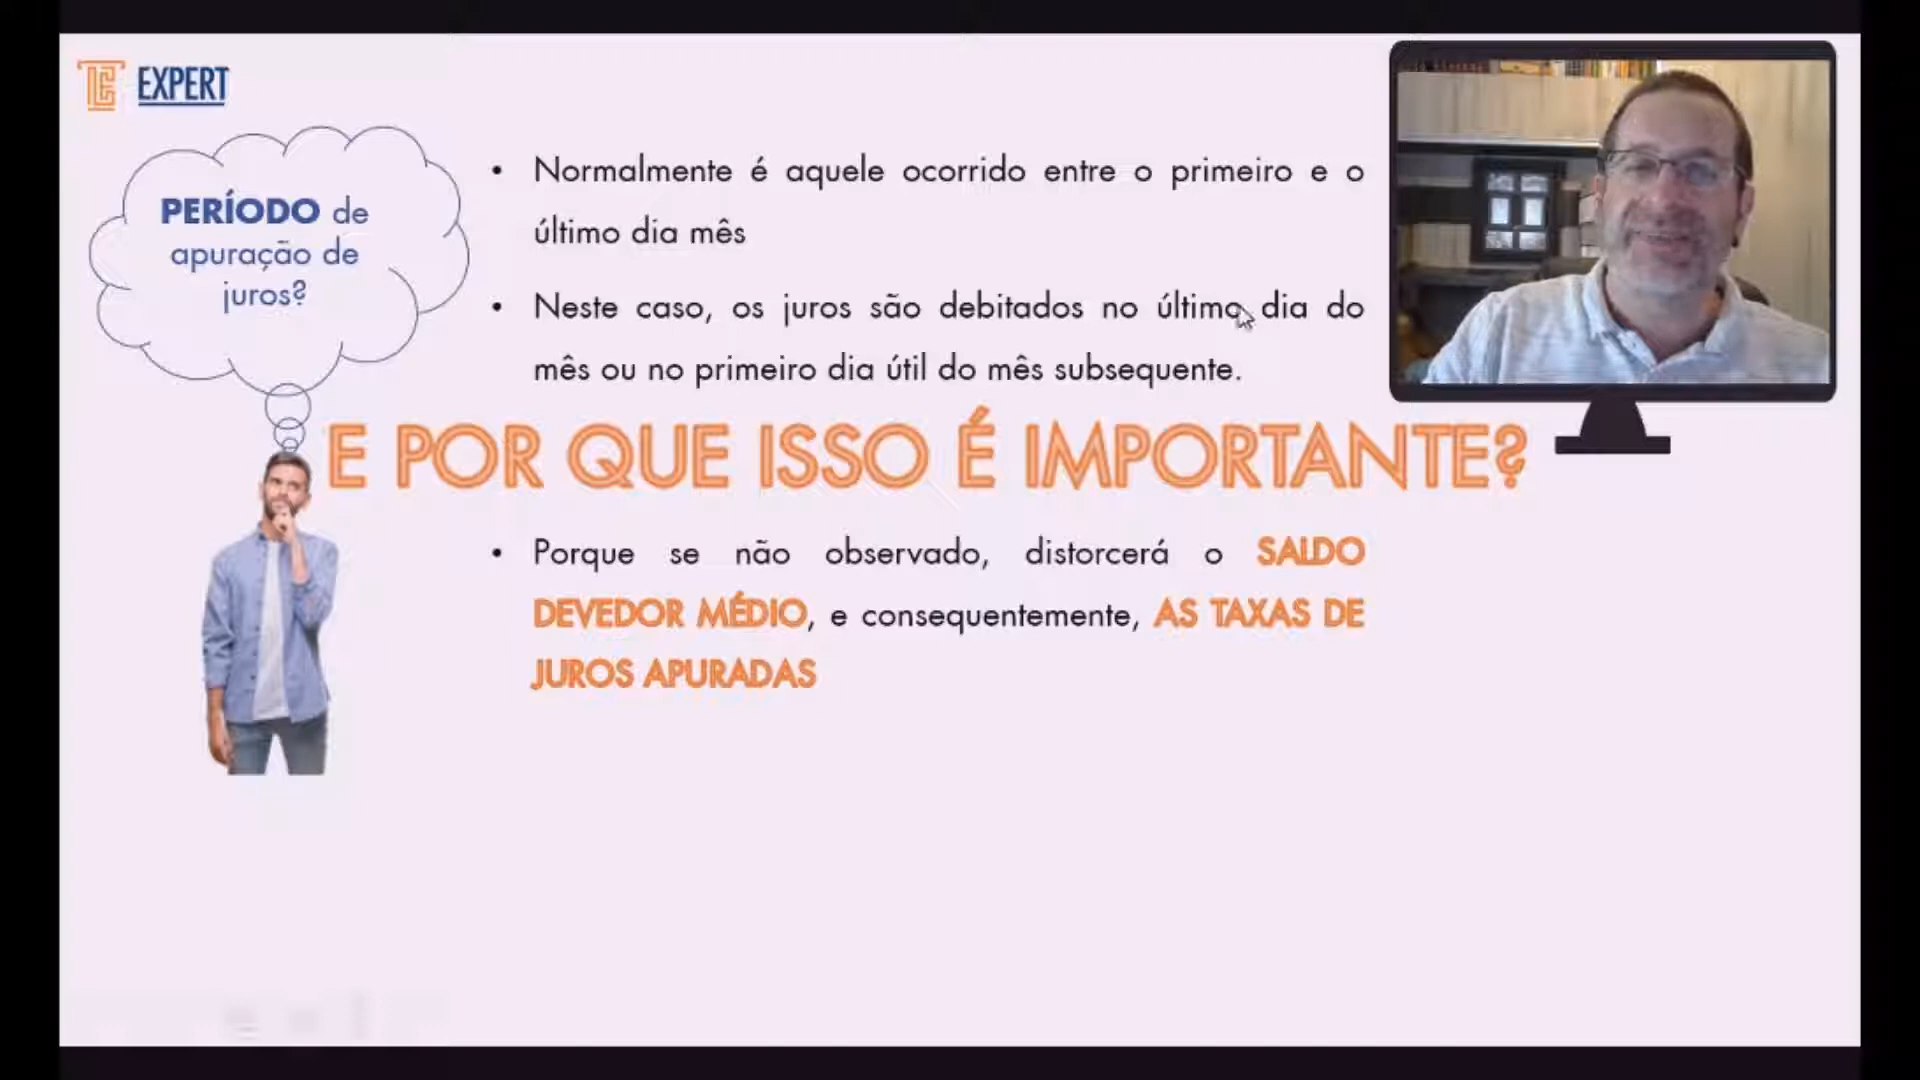 EXPERT
PERÍODO de
apuração de
juros?
• Normalmente é aquele ocorrido entre o primeiro e o
último dia mês
• Neste caso, os juros são debitados no último dia do
mês ou no primeiro dia útil do mês subsequente.
E POR QUE ISSO É IMPORTANTE?
• Porque se não observado, distorcerá o SALDO
DEVEDOR MÉDIO, e consequentemente, AS TAXAS DE
JUROS APURADAS